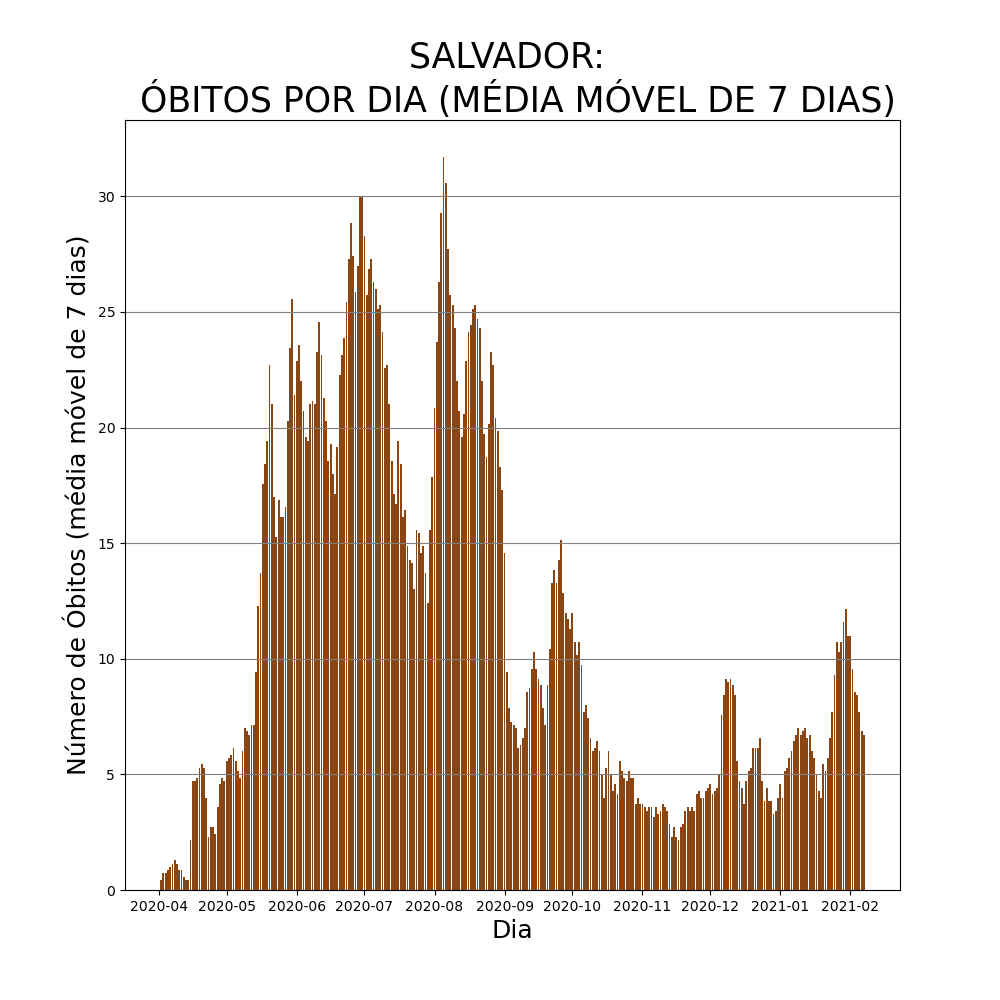 SALVADOR:
ÓBITOS POR DIA (MÉDIA MÓVEL DE 7 DIAS)
Número de Óbitos (média móvel de 7 dias)
30
25
20
15
10
5
0
2020-04 2020-05 2020-06 2020-07 2020-08 2020-09 2020-10 2020-11 2020-12 2021-01 2021-02
Dia